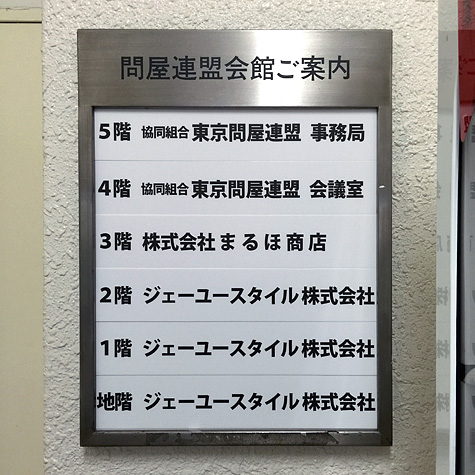 問屋連盟会館ご案内
5階 協同組合 東京問屋連盟 事務局
4階 協同組合 東京問屋連盟 会議室
3階 株式会社 まるほ商店
2階 ジェーユースタイル 株式会社
1階 ジェーユースタイル 株式会社
地階 ジェーユースタイル 株式会社